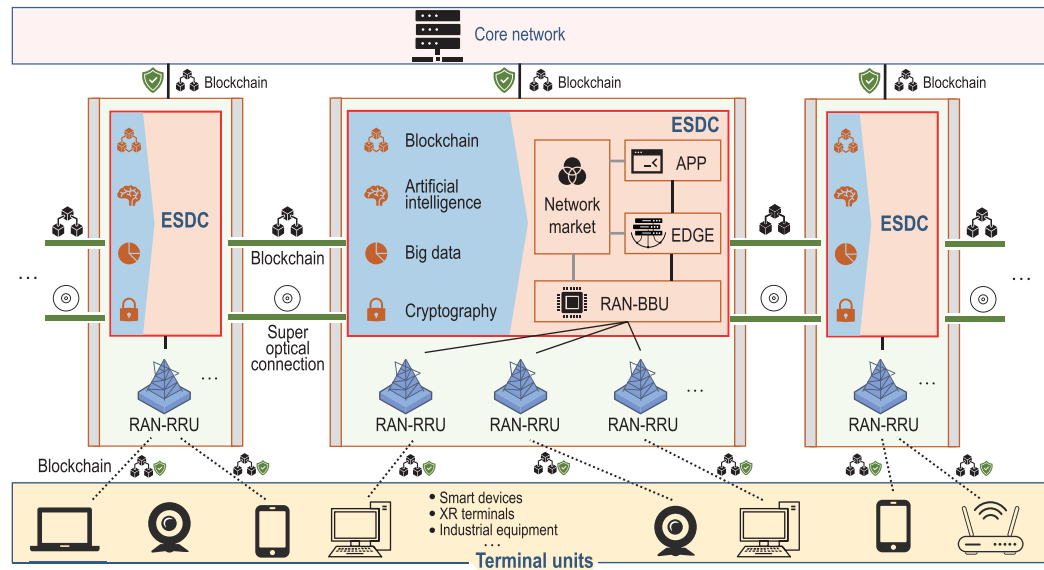 Core network
Blockchain
Blockchain
Blockchain
ESDC
Blockchain
Artificial
intelligence
Big data
Cryptography
ESDC
Network
market
APP
EDGE
RAN-BBU
ESDC
Blockchain
Super
optical
connection
...
...
...
...
...
RAN-RRU
RAN-RRU
RAN-RRU
RAN-RRU
RAN-RRU
Blockchain
• Smart devices
• XR terminals
• Industrial equipment
...
Terminal units